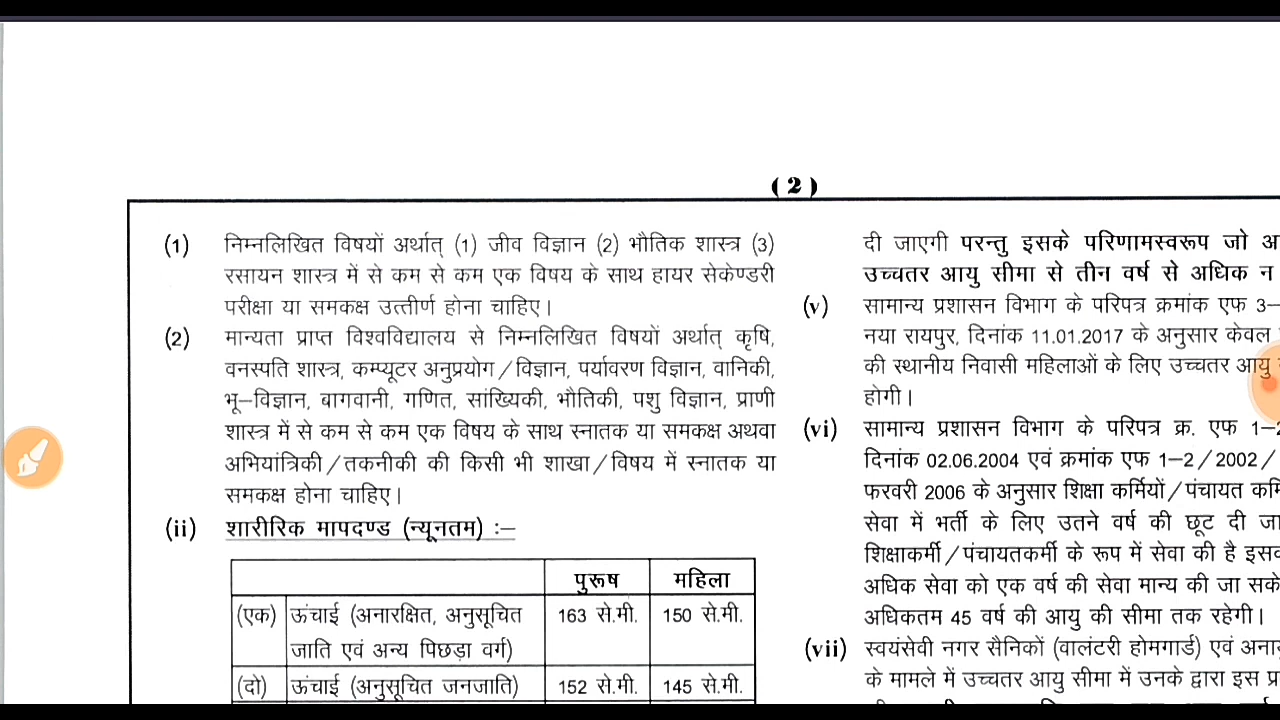 (2)
(1) निम्नलिखित विषयों अर्थात् (1) जीव विज्ञान (2) भौतिक शास्त्र (3)
रसायन शास्त्र में से कम से कम एक विषय के साथ हायर सेकेण्डरी
परीक्षा या समकक्ष उत्तीर्ण होना चाहिए।
(2) मान्यता प्राप्त विश्वविद्यालय से निम्नलिखित विषयों अर्थात् कृषि,
वनस्पति शास्त्र, कम्प्यूटर अनुप्रयोग/विज्ञान, पर्यावरण विज्ञान, वानिकी,
भू–विज्ञान, बागवानी, गणित, सांख्यिकी, भौतिकी, पशु विज्ञान, प्राणी
शास्त्र में से कम से कम एक विषय के साथ स्नातक या समकक्ष अथवा
अभियांत्रिकी/तकनीकी की किसी भी शाखा/विषय में स्नातक या
समकक्ष होना चाहिए।
(ii) शारीरिक मापदण्ड (न्यूनतम) :–
पुरूष महिला
(एक) ऊंचाई (अनारक्षित, अनुसूचित 163 से.मी. 150 से.मी.
जाति एवं अन्य पिछड़ा वर्ग)
(दो) ऊंचाई (अनुसूचित जनजाति) 152 से.मी. 145 से.मी.
दी जाएगी परन्तु इसके परिणामस्वरूप जो
उच्चतर आयु सीमा से तीन वर्ष से अधिक न
(v) सामान्य प्रशासन विभाग के परिपत्र क्रमांक एफ 3–
नया रायपुर, दिनांक 11.01.2017 के अनुसार केवल
की स्थानीय निवासी महिलाओं के लिए उच्चतर आयु
होगी।
(vi) सामान्य प्रशासन विभाग के परिपत्र क्र. एफ 1–2
दिनांक 02.06.2004 एवं क्रमांक एफ 1–2/2002/
फरवरी 2006 के अनुसार शिक्षा कर्मियों/पंचायत
सेवा में भर्ती के लिए उतने वर्ष की छूट दी
शिक्षाकर्मी/पंचायतकर्मी के रूप में सेवा की है
अधिक सेवा को एक वर्ष की सेवा मान्य की जा सके
अधिकतम 45 वर्ष की आयु की सीमा तक रहेगी।
(vii) स्वयंसेवी नगर सैनिकों (वालंटरी होमगार्ड) एवं
के मामले में उच्चतर आयु सीमा में उनके द्वारा इस